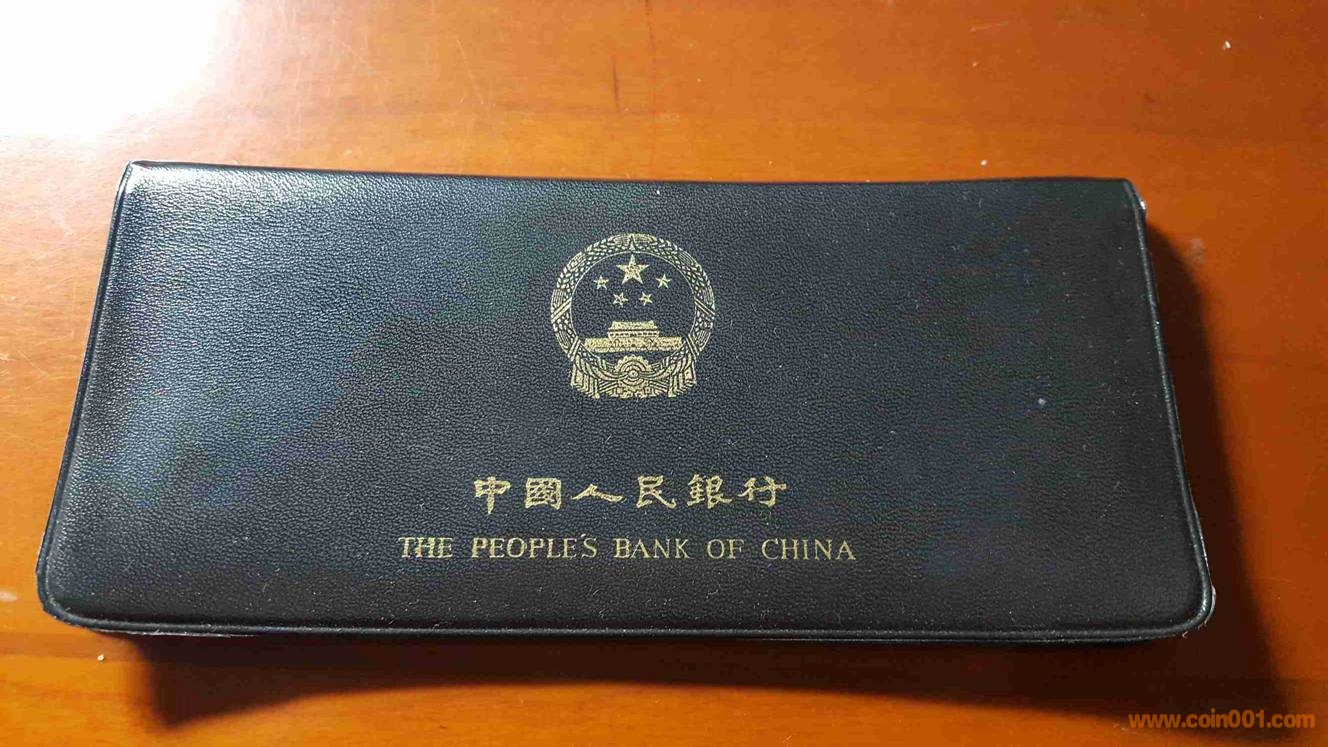 中國人民銀行
THE PEOPLE'S BANK OF CHINA
www.coin001.com